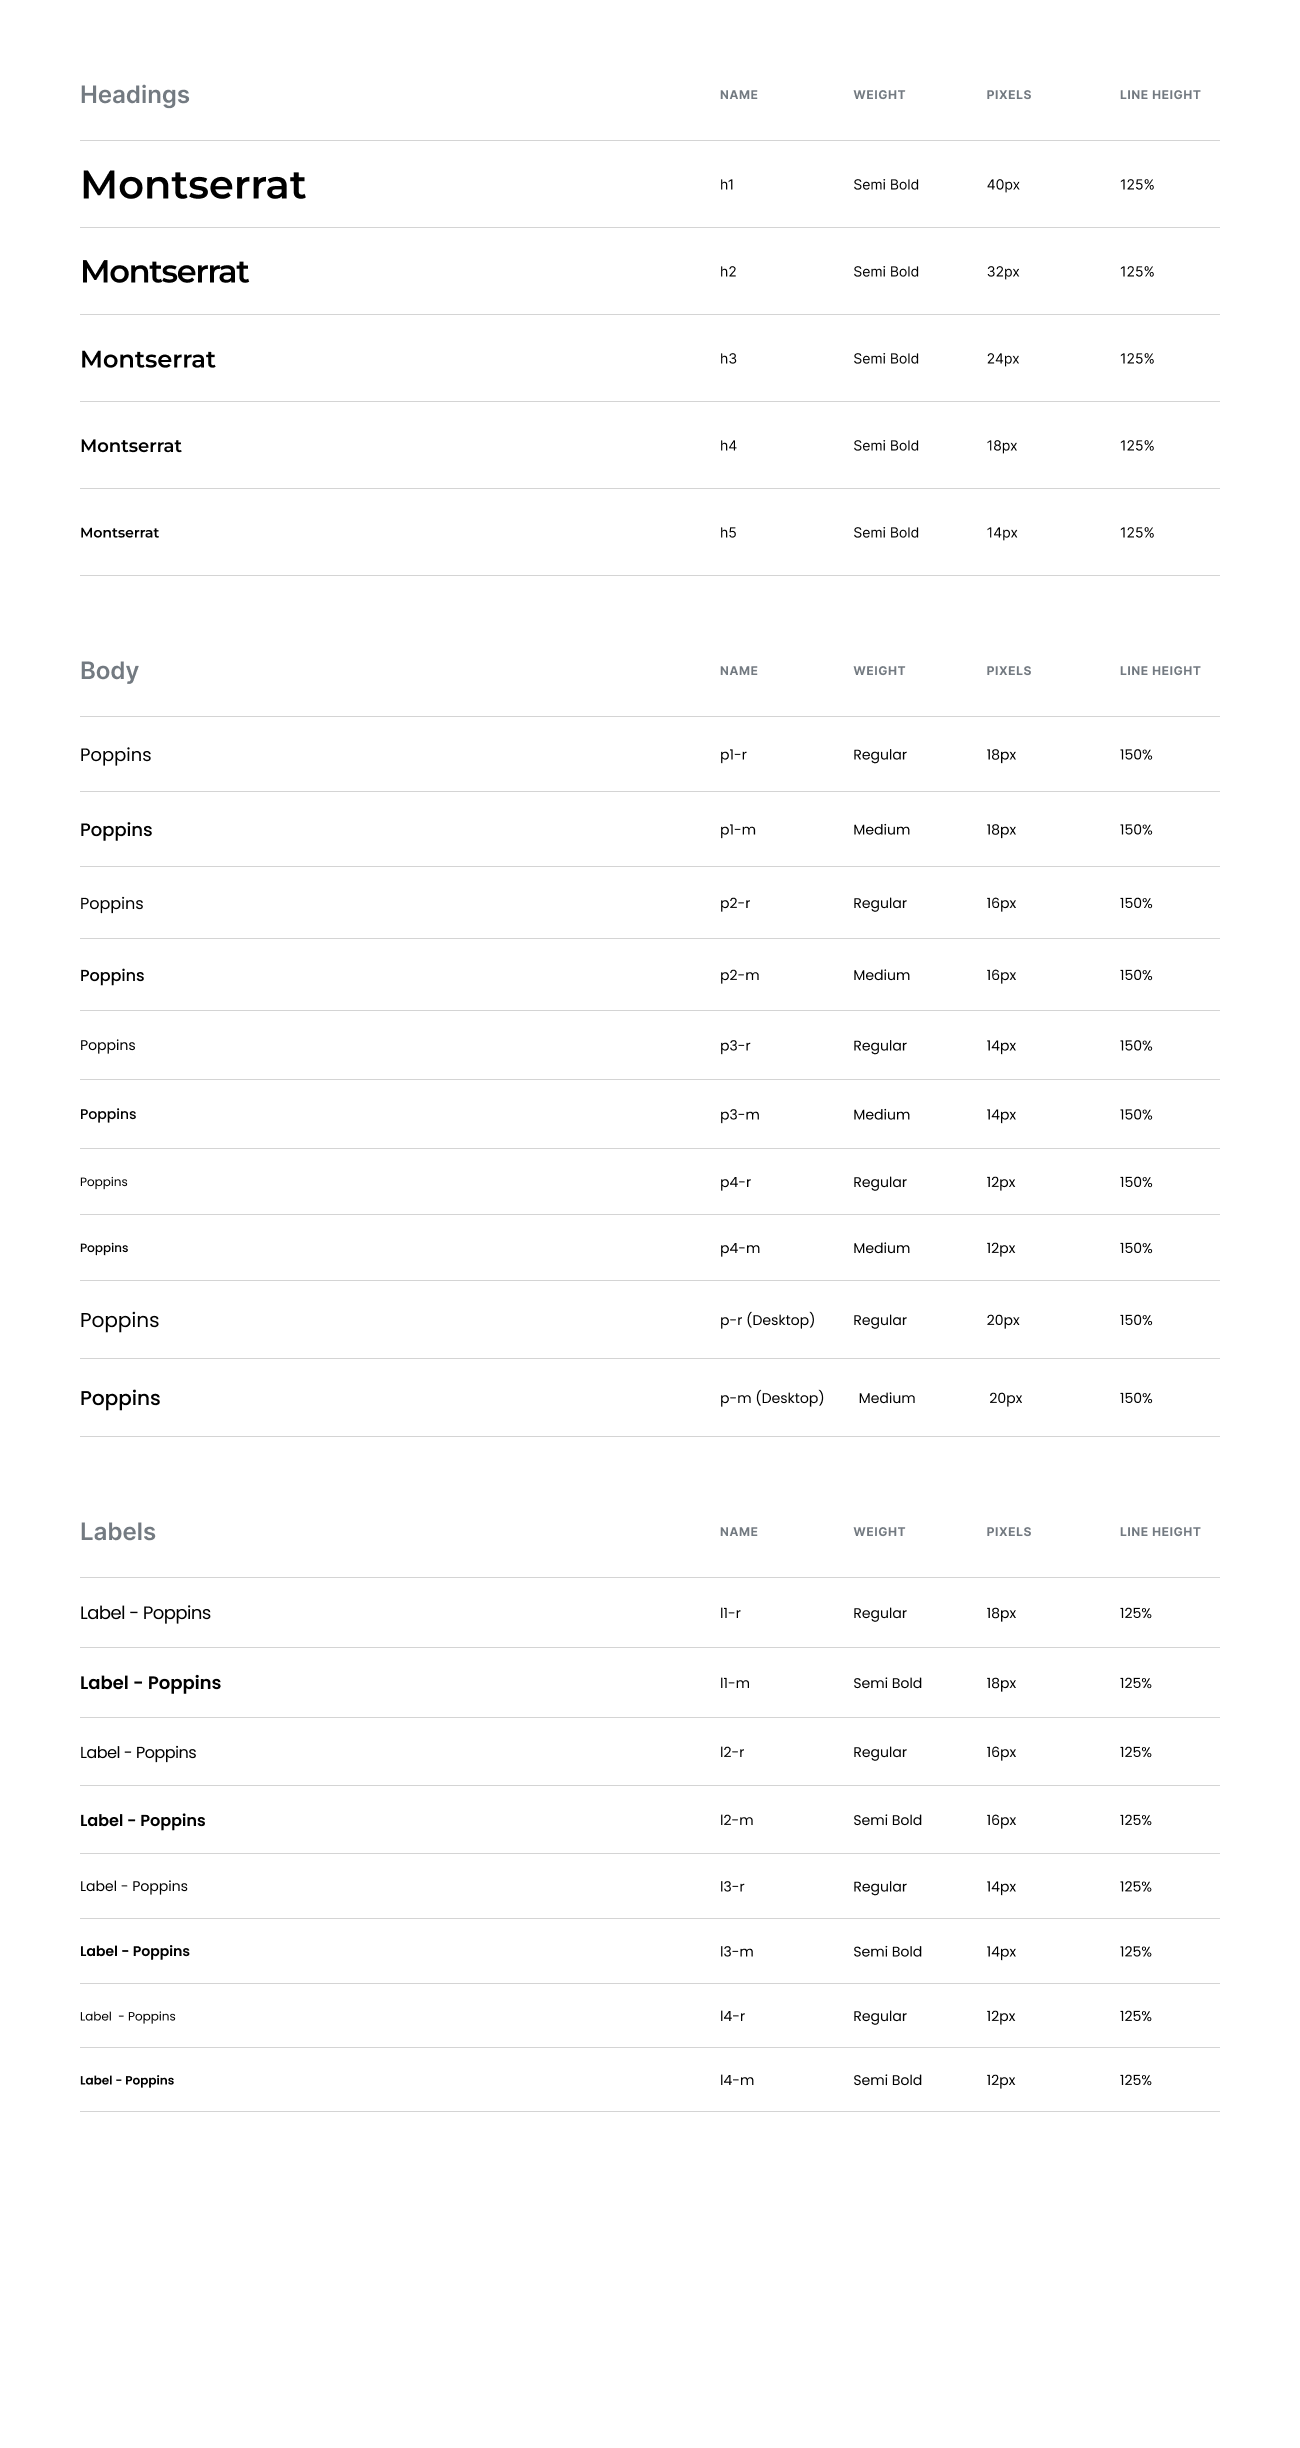 Headings NAME WEIGHT PIXELS LINE HEIGHT
Montserrat h1 Semi Bold 40px 125%
Montserrat h2 Semi Bold 32px 125%
Montserrat h3 Semi Bold 24px 125%
Montserrat h4 Semi Bold 18px 125%
Montserrat h5 Semi Bold 14px 125%
Body NAME WEIGHT PIXELS LINE HEIGHT
Poppins p1-r Regular 18px 150%
Poppins p1-m Medium 18px 150%
Poppins p2-r Regular 16px 150%
Poppins p2-m Medium 16px 150%
Poppins p3-r Regular 14px 150%
Poppins p3-m Medium 14px 150%
Poppins p4-r Regular 12px 150%
Poppins p4-m Medium 12px 150%
Poppins p-r (Desktop) Regular 20px 150%
Poppins p-m (Desktop) Medium 20px 150%
Labels NAME WEIGHT PIXELS LINE HEIGHT
Label - Poppins l1-r Regular 18px 125%
Label - Poppins l1-m Semi Bold 18px 125%
Label - Poppins l2-r Regular 16px 125%
Label - Poppins l2-m Semi Bold 16px 125%
Label - Poppins l3-r Regular 14px 125%
Label - Poppins l3-m Semi Bold 14px 125%
Label - Poppins l4-r Regular 12px 125%
Label - Poppins l4-m Semi Bold 12px 125%